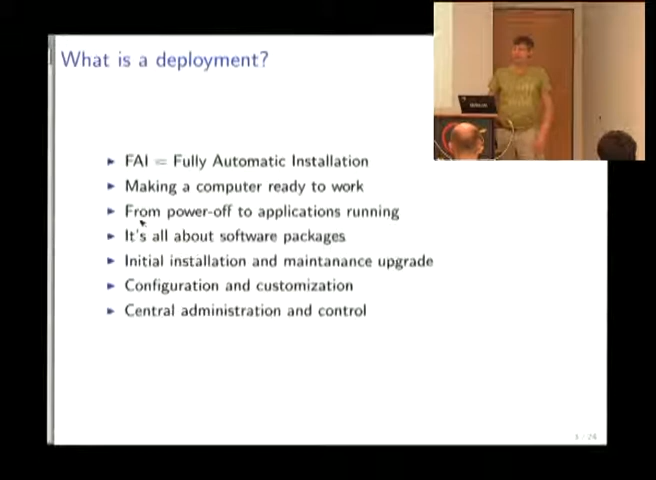 What is a deployment?
FAI = Fully Automatic Installation
Making a computer ready to work
From power-off to applications running
It's all about software packages
Initial installation and maintanance upgrade
Configuration and customization
Central administration and control